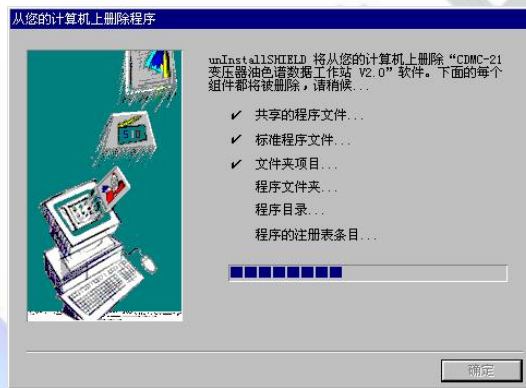 从您的计算机上删除程序
unInstallSHIELD 将从您的计算机上删除“CDMC-21
变压器油色谱数据工作站 V2.0”软件。下面的每个
组件都将被删除，请稍候...
✔ 共享的程序文件...
✔ 标准程序文件...
✔ 文件夹项目...
程序文件夹...
程序目录...
程序的注册表条目...
确定